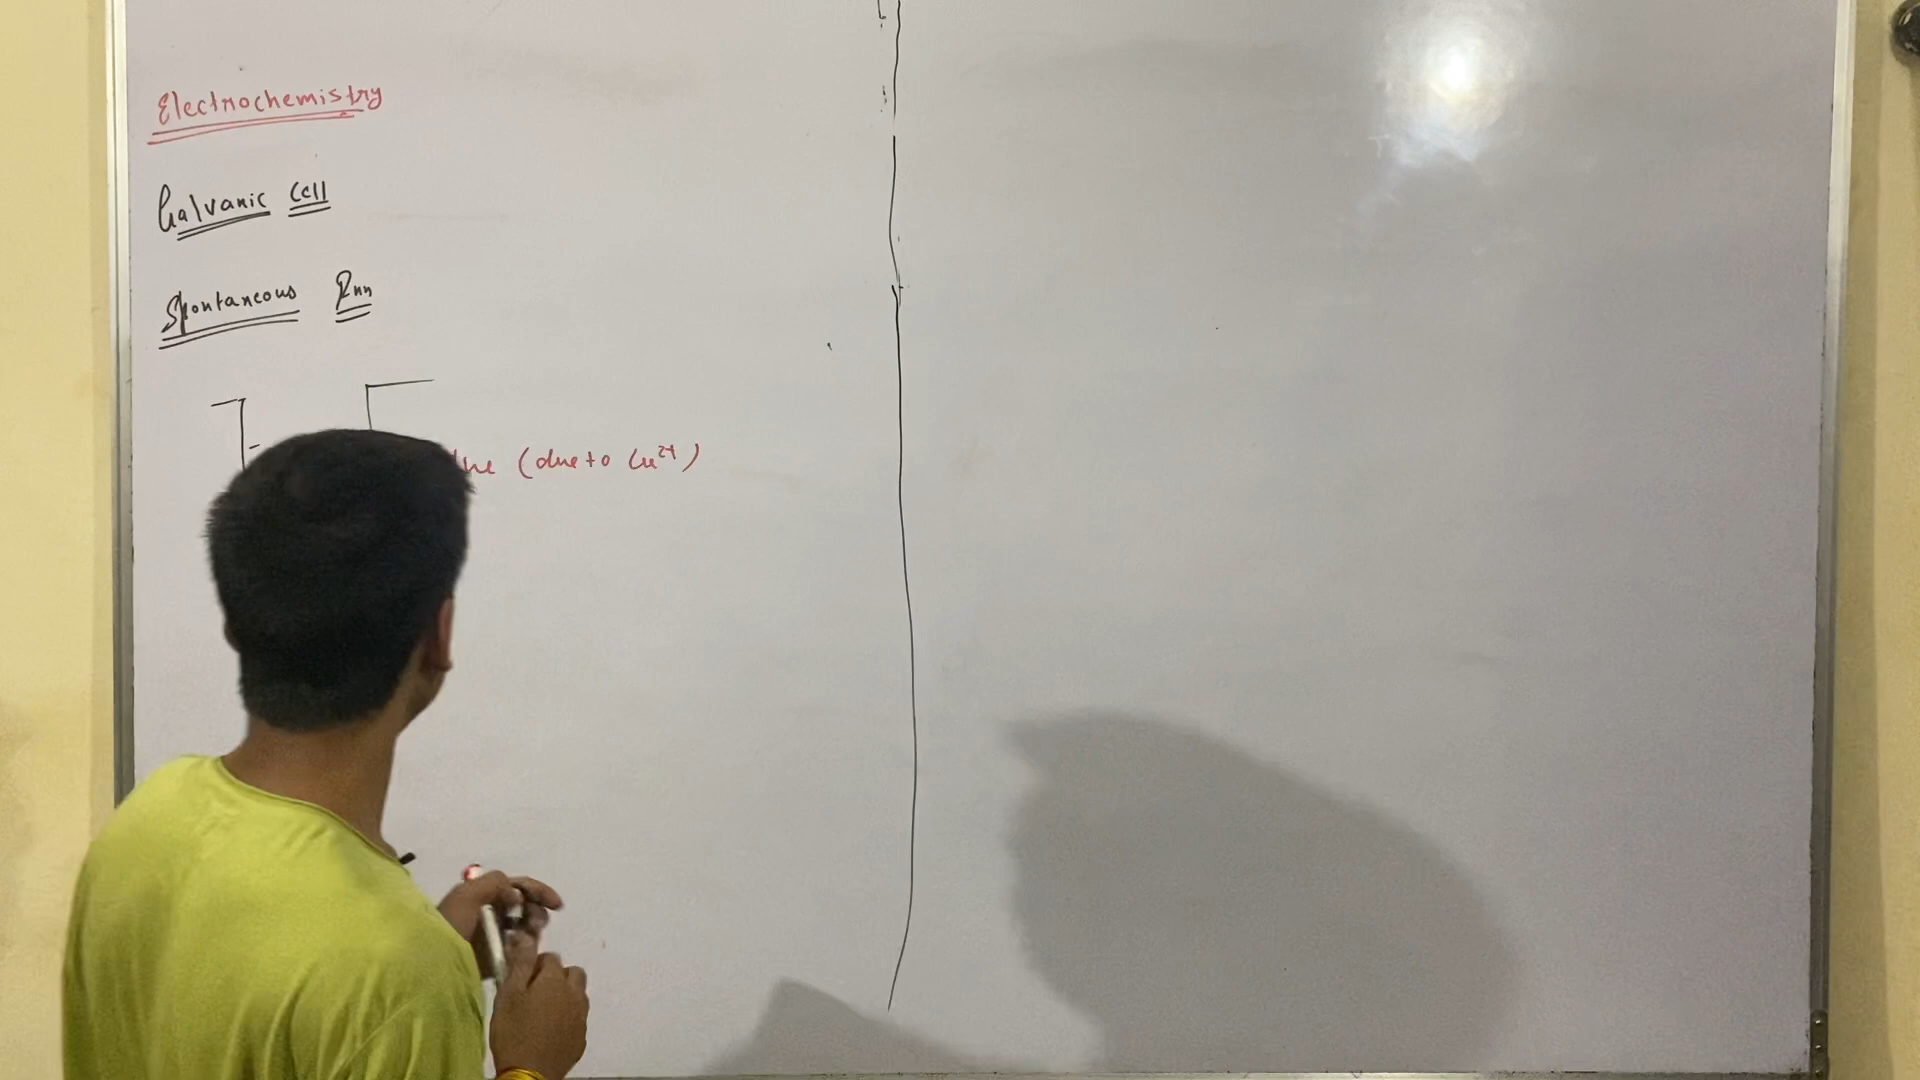 Electrochemistry
Galvanic Cell
Spontaneous Rxn
(due to Cu²⁺)